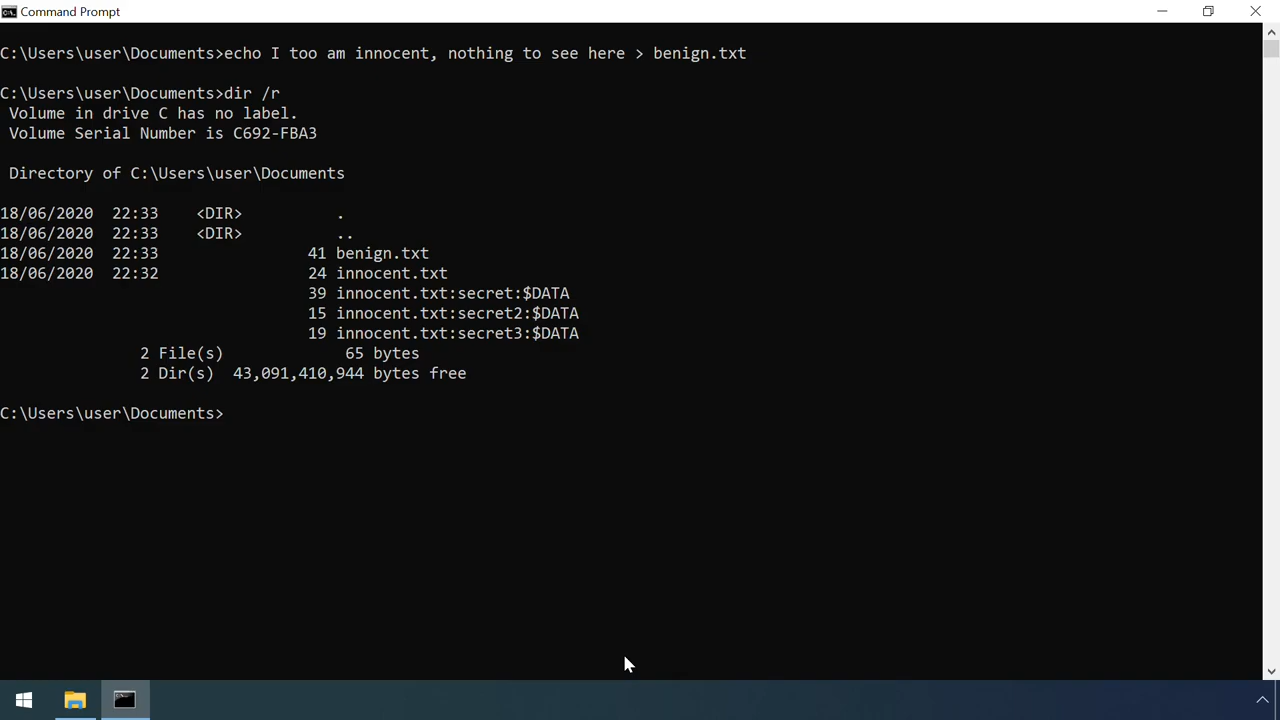 Command Prompt
C:\Users\user\Documents>echo I too am innocent, nothing to see here > benign.txt
C:\Users\user\Documents>dir /r
Volume in drive C has no label.
Volume Serial Number is C692-FBA3
Directory of C:\Users\user\Documents
18/06/2020  22:33    <DIR>          .
18/06/2020  22:33    <DIR>          ..
18/06/2020  22:33                41 benign.txt
18/06/2020  22:32                24 innocent.txt
39 innocent.txt:secret:$DATA
15 innocent.txt:secret2:$DATA
19 innocent.txt:secret3:$DATA
2 File(s)             65 bytes
2 Dir(s)  43,091,410,944 bytes free
C:\Users\user\Documents>